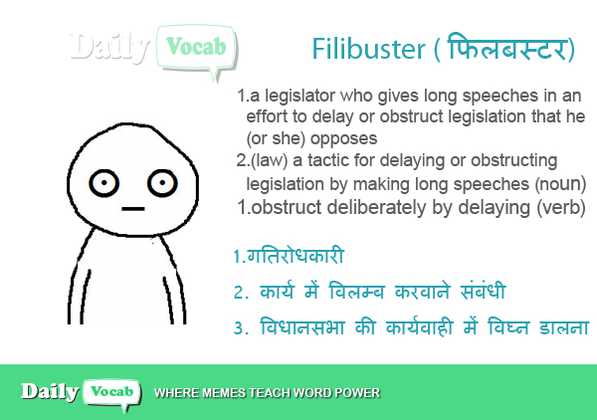 Daily Vocab
Filibuster ( फिलबस्टर)
1.a legislator who gives long speeches in an
effort to delay or obstruct legislation that he
(or she) opposes
2.(law) a tactic for delaying or obstructing
legislation by making long speeches (noun)
1.obstruct deliberately by delaying (verb)
1.गतिरोधकारी
2. कार्य में विलम्ब करवाने संबंधी
3. विधानसभा की कार्यवाही में विघ्न डालना
Daily Vocab WHERE MEMES TEACH WORD POWER